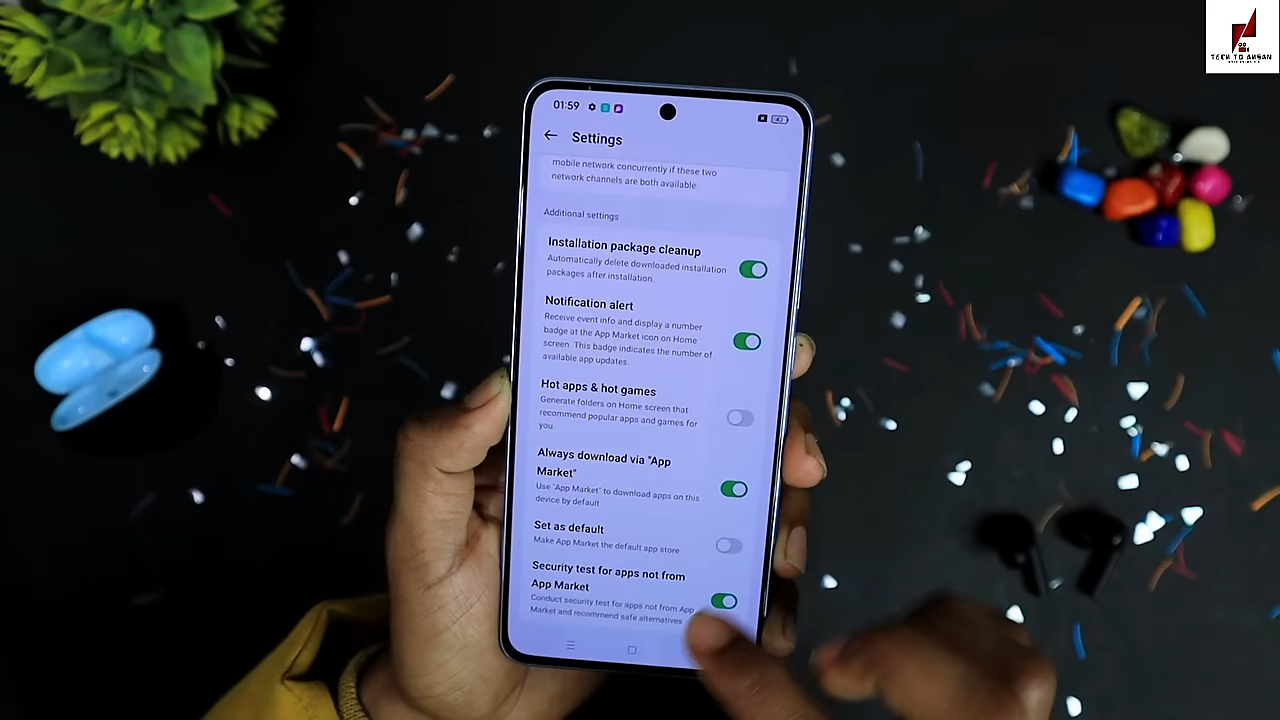 TECH TO AHSAN
01:59
Settings
mobile network concurrently if these two
network channels are both available.
Additional settings
Installation package cleanup
Automatically delete downloaded installation
packages after installation.
Notification alert
Receive event info and display a number
badge at the App Market icon on Home
screen. This badge indicates the number of
available app updates.
Hot apps & hot games
Generate folders on Home screen that
recommend popular apps and games for
you.
Always download via "App
Market"
Use "App Market" to download apps on this
device by default.
Set as default
Make App Market the default app store
Security test for apps not from
App Market
Conduct security test for apps not from App
Market and recommend safe alternatives